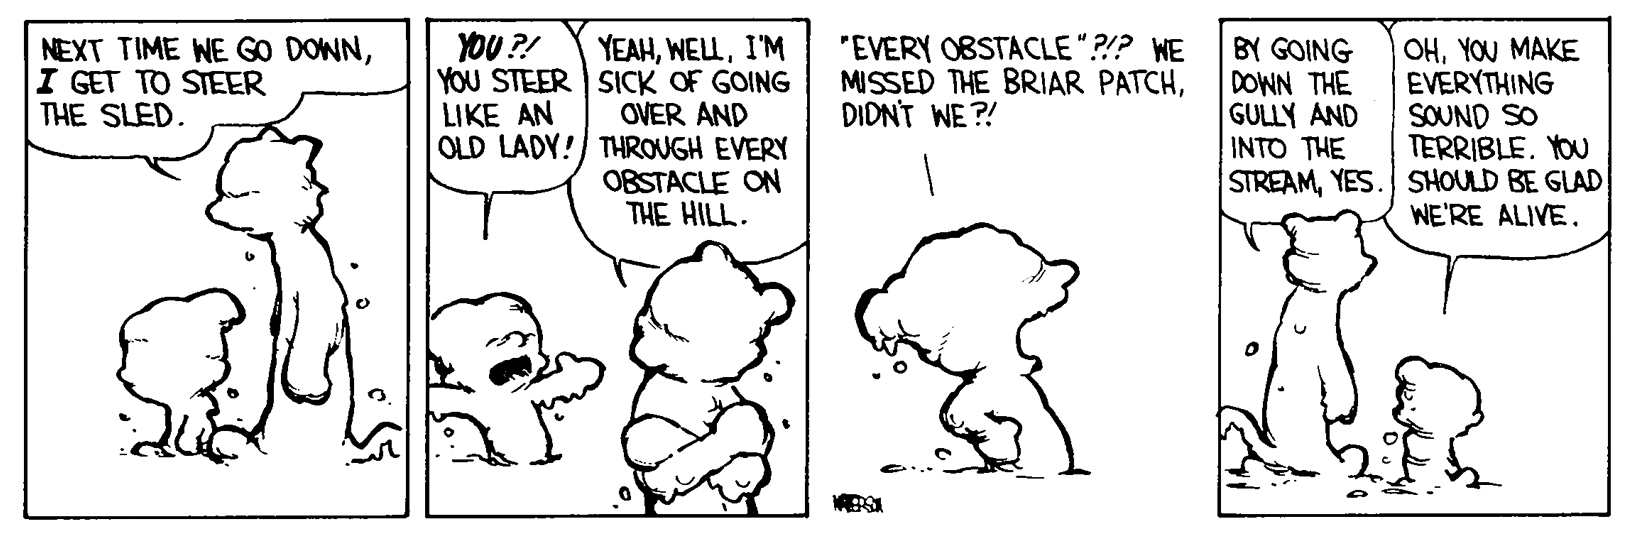 NEXT TIME WE GO DOWN,
I GET TO STEER
THE SLED.
YOU?!
YOU STEER
LIKE AN
OLD LADY!
YEAH, WELL, I'M
SICK OF GOING
OVER AND
THROUGH EVERY
OBSTACLE ON
THE HILL.
"EVERY OBSTACLE"?!? WE
MISSED THE BRIAR PATCH,
DIDN'T WE?!
WATTERSON
BY GOING
DOWN THE
GULLY AND
INTO THE
STREAM, YES.
OH, YOU MAKE
EVERYTHING
SOUND SO
TERRIBLE. YOU
SHOULD BE GLAD
WE'RE ALIVE.